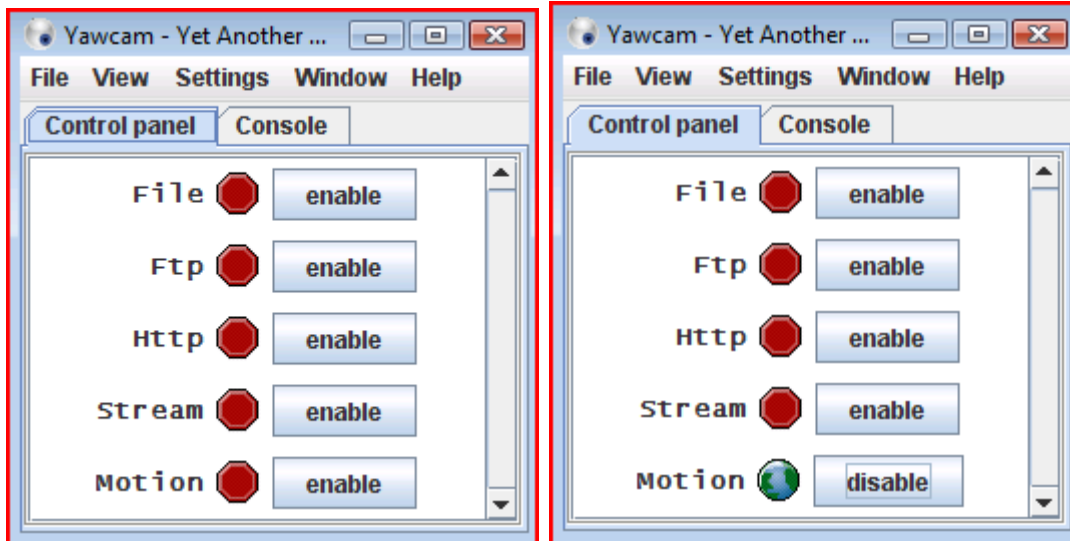 Yawcam - Yet Anoth er ...
File View Settings Window Help
Control panel Console
File enable
Ftp enable
Http enable
Stream enable
Motion enable
Yawcam - Yet Another ...
File View Settings Window Help
Control panel Console
File enable
Ftp enable
Http enable
Stream enable
Motion disable